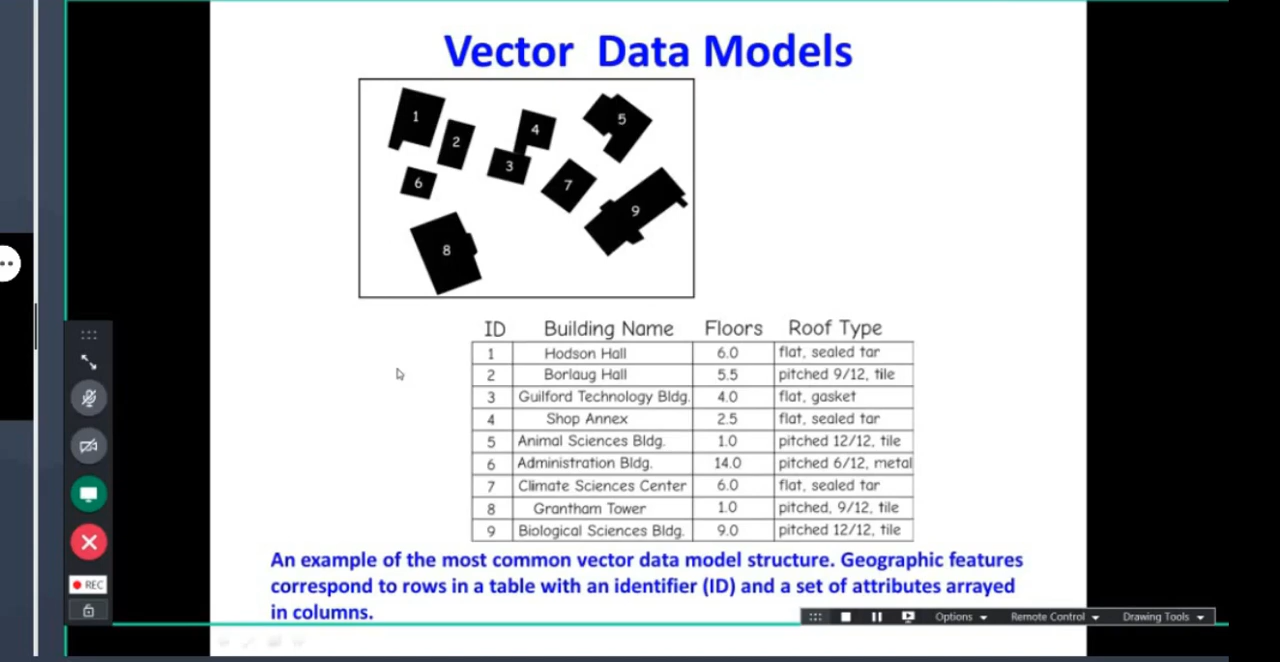 Vector Data Models
1
2
3
4
5
6
7
8
9
ID Building Name Floors Roof Type
1 Hodson Hall 6.0 flat, sealed tar
2 Borlaug Hall 5.5 pitched 9/12, tile
3 Guilford Technology Bldg. 4.0 flat, gasket
4 Shop Annex 2.5 flat, sealed tar
5 Animal Sciences Bldg. 1.0 pitched 12/12, tile
6 Administration Bldg. 14.0 pitched 6/12, metal
7 Climate Sciences Center 6.0 flat, sealed tar
8 Grantham Tower 1.0 pitched, 9/12, tile
9 Biological Sciences Bldg. 9.0 pitched 12/12, tile
An example of the most common vector data model structure. Geographic features
correspond to rows in a table with an identifier (ID) and a set of attributes arrayed
in columns.
REC
Options Remote Control Drawing Tools